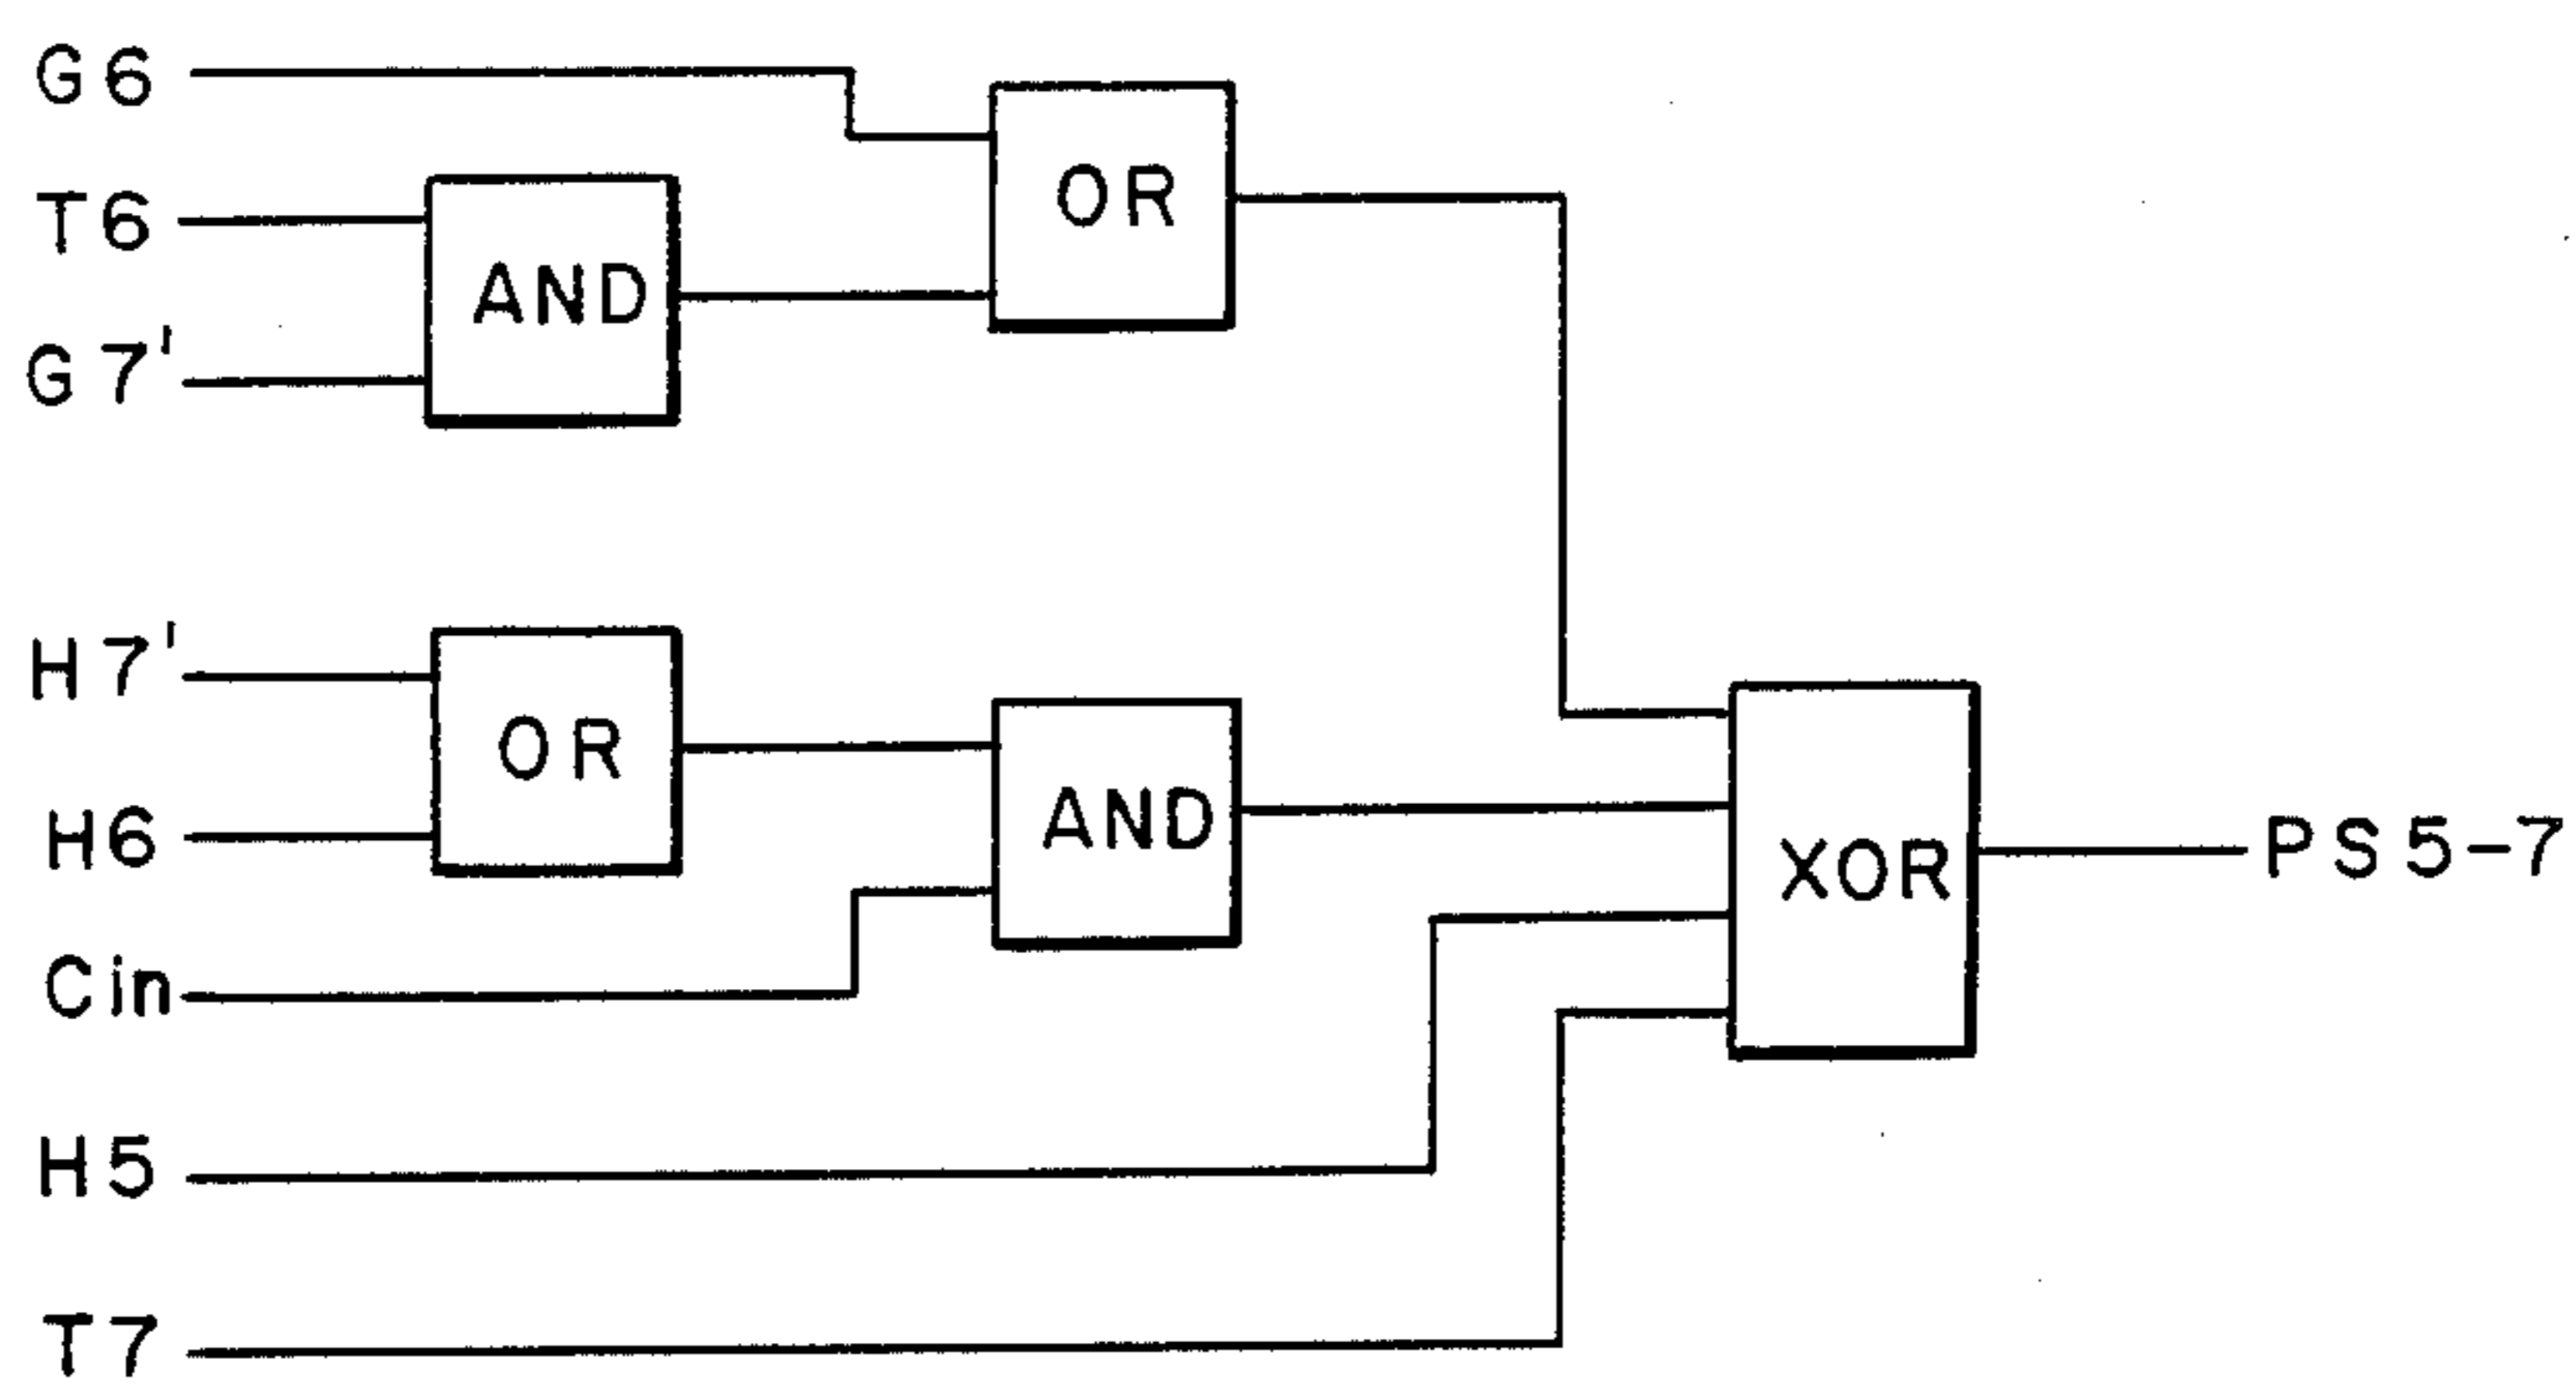 G6
OR
T6
AND
G7'
H7'
OR
AND
H6
XOR
PS5-7
Cin
H5
T7